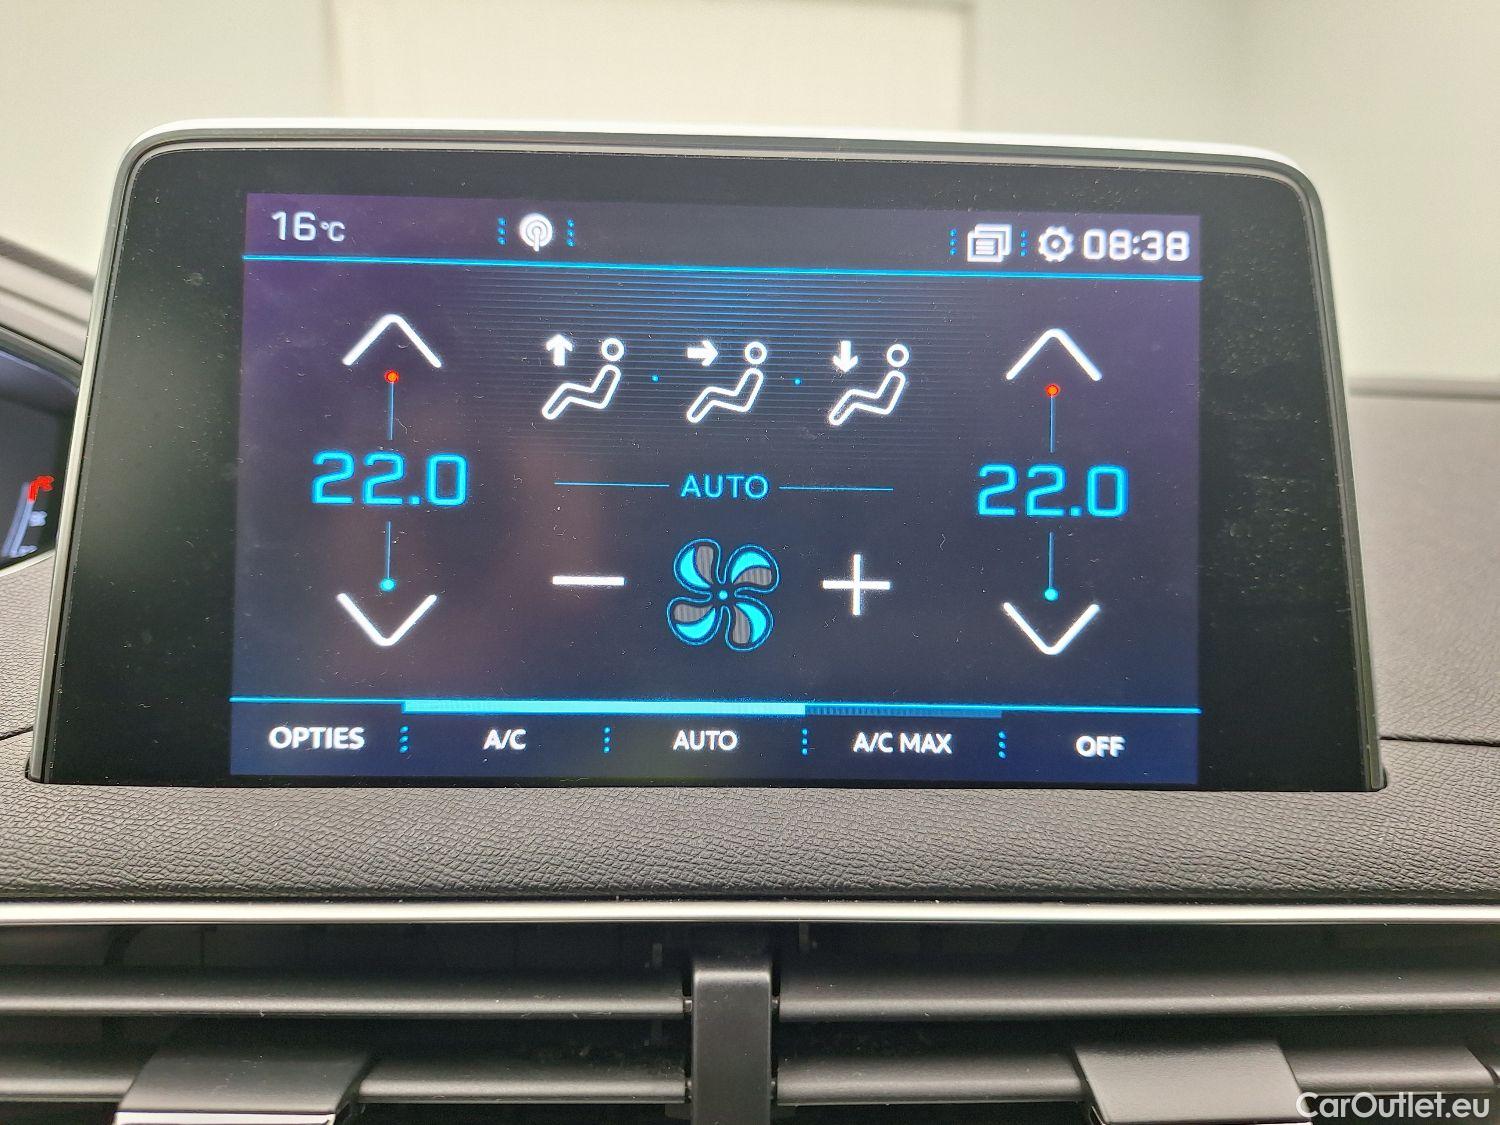 16°C 08:38
22.0 AUTO 22.0
OPTIES A/C AUTO A/C MAX OFF
CarOutlet.eu